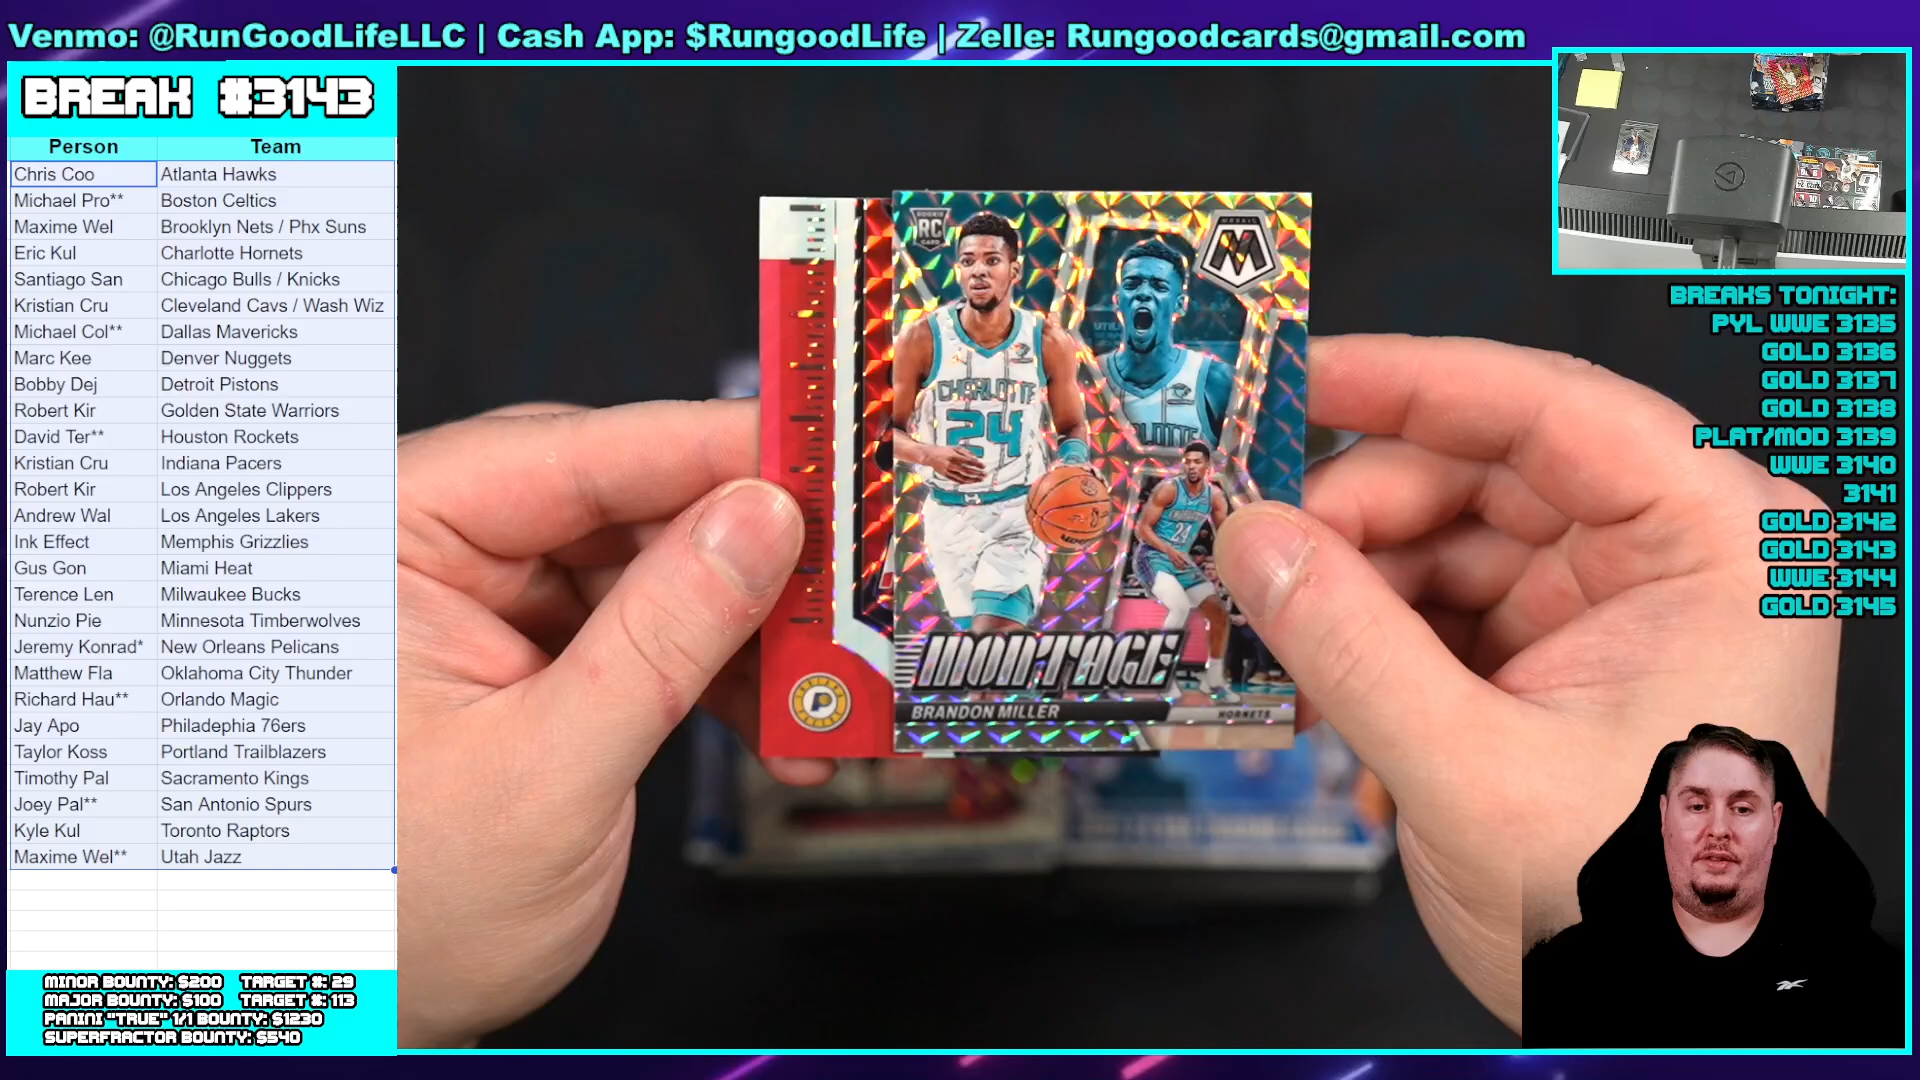 Venmo: @RunGoodLifeLLC | Cash App: $RungoodLife | Zelle: Rungoodcards@gmail.com
BREAK #3143
Person Team
Chris Coo Atlanta Hawks
Michael Pro** Boston Celtics
Maxime Wel Brooklyn Nets / Phx Suns
Eric Kul Charlotte Hornets
Santiago San Chicago Bulls / Knicks
Kristian Cru Cleveland Cavs / Wash Wiz
Michael Col** Dallas Mavericks
Marc Kee Denver Nuggets
Bobby Dej Detroit Pistons
Robert Kir Golden State Warriors
David Ter** Houston Rockets
Kristian Cru Indiana Pacers
Robert Kir Los Angeles Clippers
Andrew Wal Los Angeles Lakers
Ink Effect Memphis Grizzlies
Gus Gon Miami Heat
Terence Len Milwaukee Bucks
Nunzio Pie Minnesota Timberwolves
Jeremy Konrad* New Orleans Pelicans
Matthew Fla Oklahoma City Thunder
Richard Hau** Orlando Magic
Jay Apo Philadephia 76ers
Taylor Koss Portland Trailblazers
Timothy Pal Sacramento Kings
Joey Pal** San Antonio Spurs
Kyle Kul Toronto Raptors
Maxime Wel** Utah Jazz
MINOR BOUNTY: $200 TARGET #: 29
MAJOR BOUNTY: $100 TARGET #: 113
PANINI "TRUE" 1/1 BOUNTY: $1230
SUPERFRACTOR BOUNTY: $540
ROOKIE
RC
CARD
MOSAIC
M
CHARLOTTE
24
24
MONTAGE
BRANDON MILLER
HORNETS
P
BREAKS TONIGHT:
PYL WWE 3135
GOLD 3136
GOLD 3137
GOLD 3138
PLAT/MOD 3139
WWE 3140
3141
GOLD 3142
GOLD 3143
WWE 3144
GOLD 3145